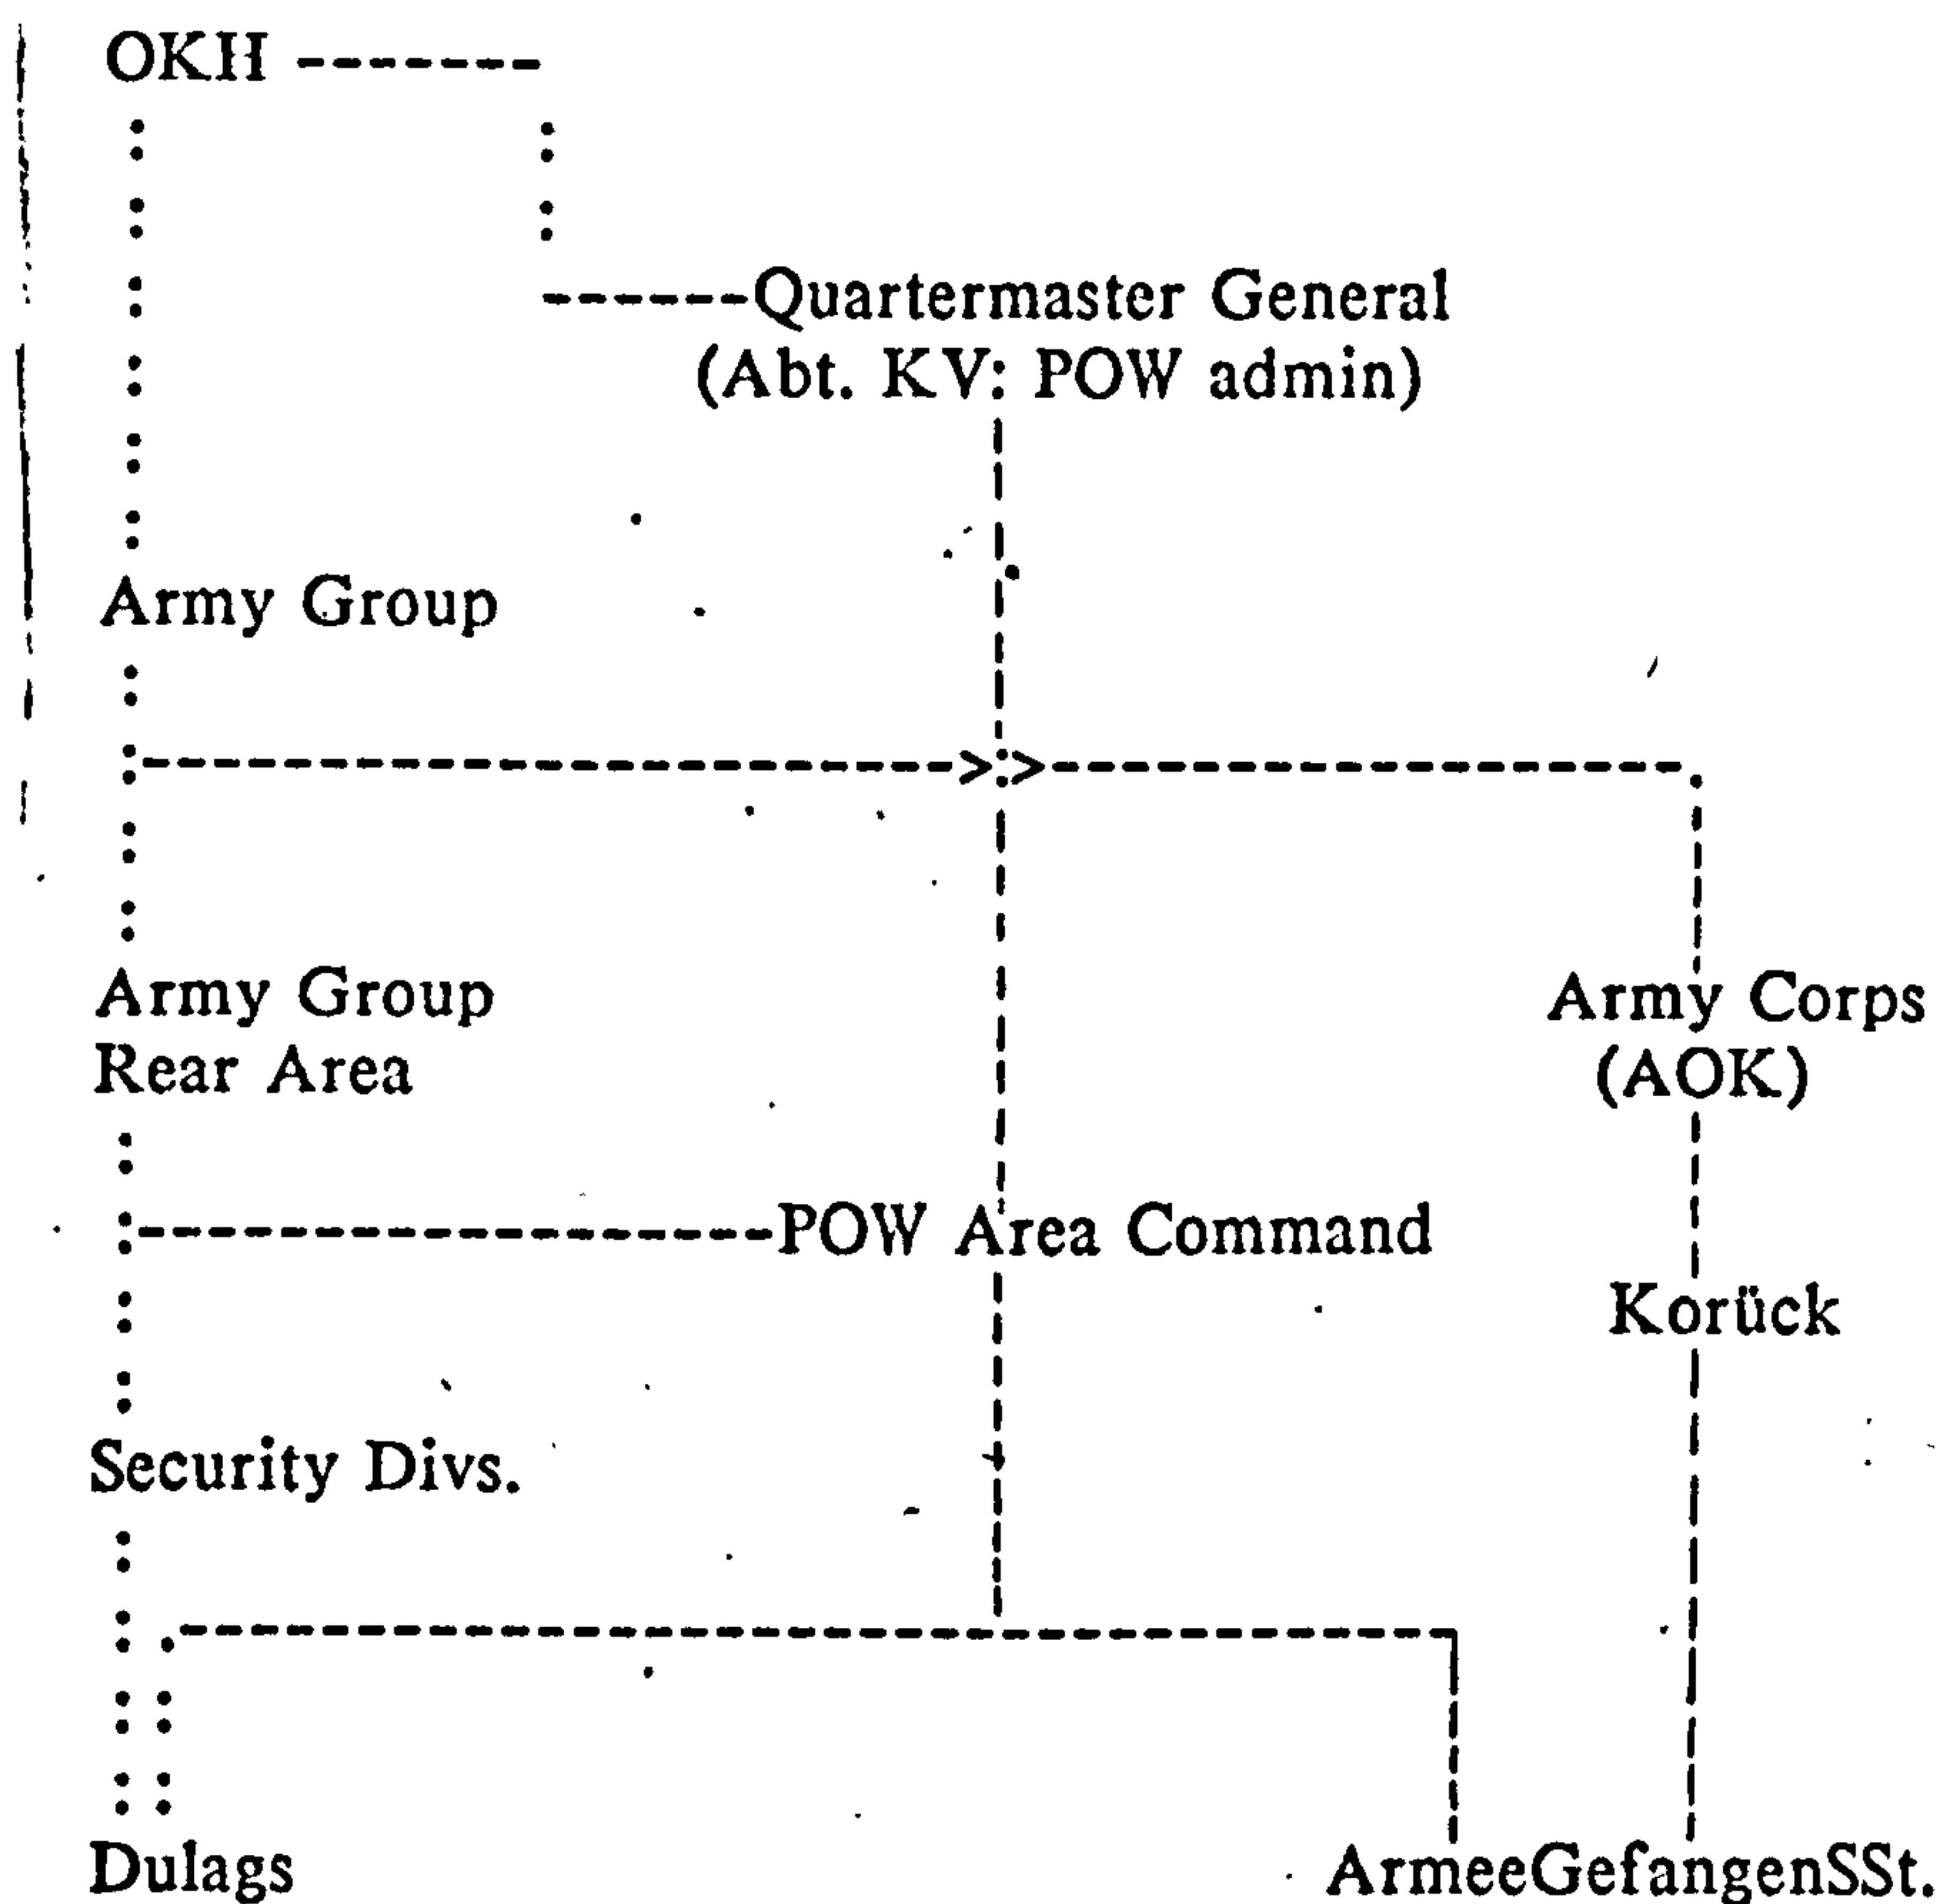 OKH
Quartermaster General
(Abt. KV: POW admin)
Army Group
Army Group
Rear Area
Army Corps
(AOK)
POW Area Command
Korück
Security Divs.
Dulags
ArmeeGefangenSSt.